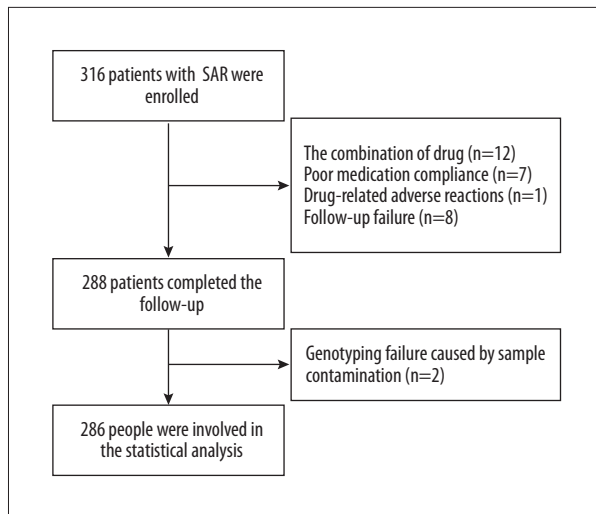 316 patients with SAR were
enrolled
The combination of drug (n=12)
Poor medication compliance (n=7)
Drug-related adverse reactions (n=1)
Follow-up failure (n=8)
288 patients completed the
follow-up
Genotyping failure caused by sample
contamination (n=2)
286 people were involved in
the statistical analysis